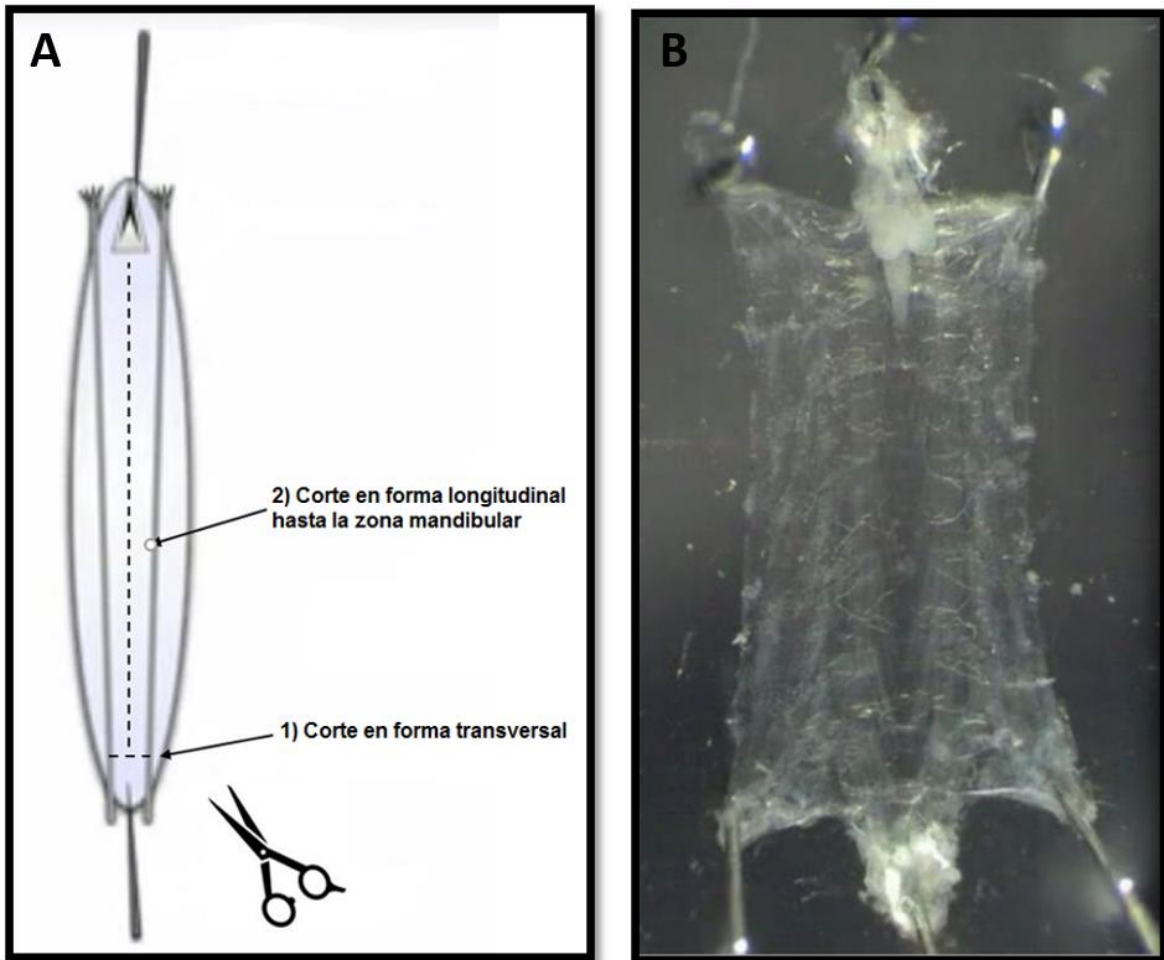 A
2) Corte en forma longitudinal
hasta la zona mandibular
1) Corte en forma transversal
B